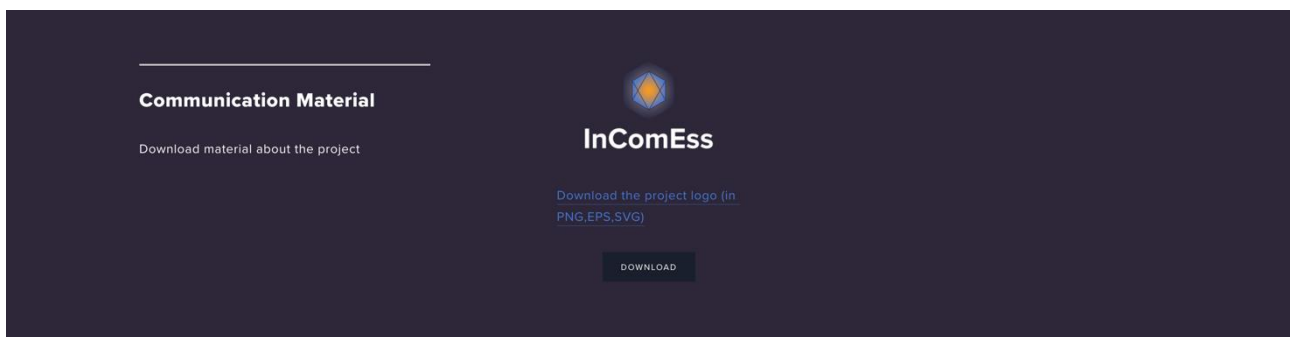 Communication Material
Download material about the project
InComEss
Download the project logo (in
PNG,EPS,SVG)
DOWNLOAD